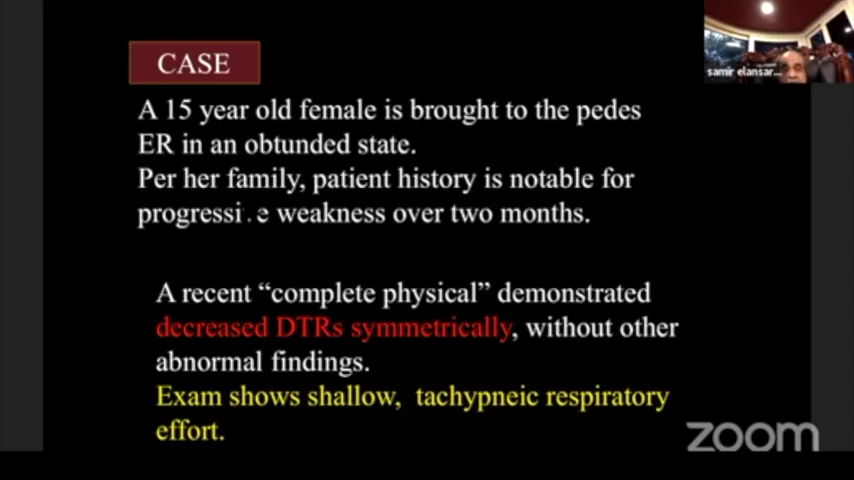 CASE
samir elansar...
A 15 year old female is brought to the pedes
ER in an obtunded state.
Per her family, patient history is notable for
progressi.e weakness over two months.
A recent “complete physical” demonstrated
decreased DTRs symmetrically, without other
abnormal findings.
Exam shows shallow, tachypneic respiratory
effort.
zoom